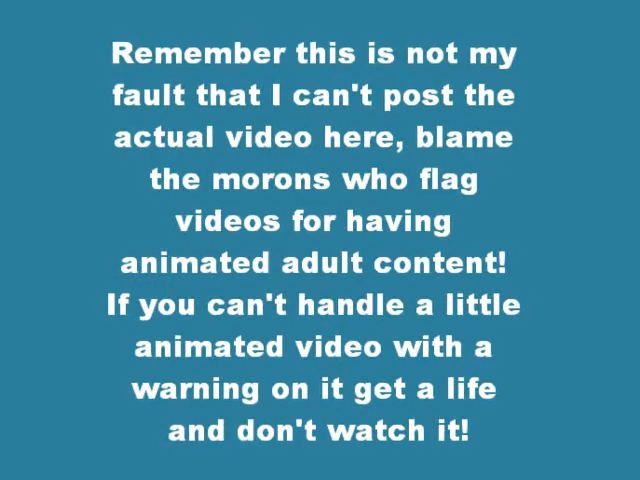 Remember this is not my
fault that I can't post the
actual video here, blame
the morons who flag
videos for having
animated adult content!
If you can't handle a little
animated video with a
warning on it get a life
and don't watch it!